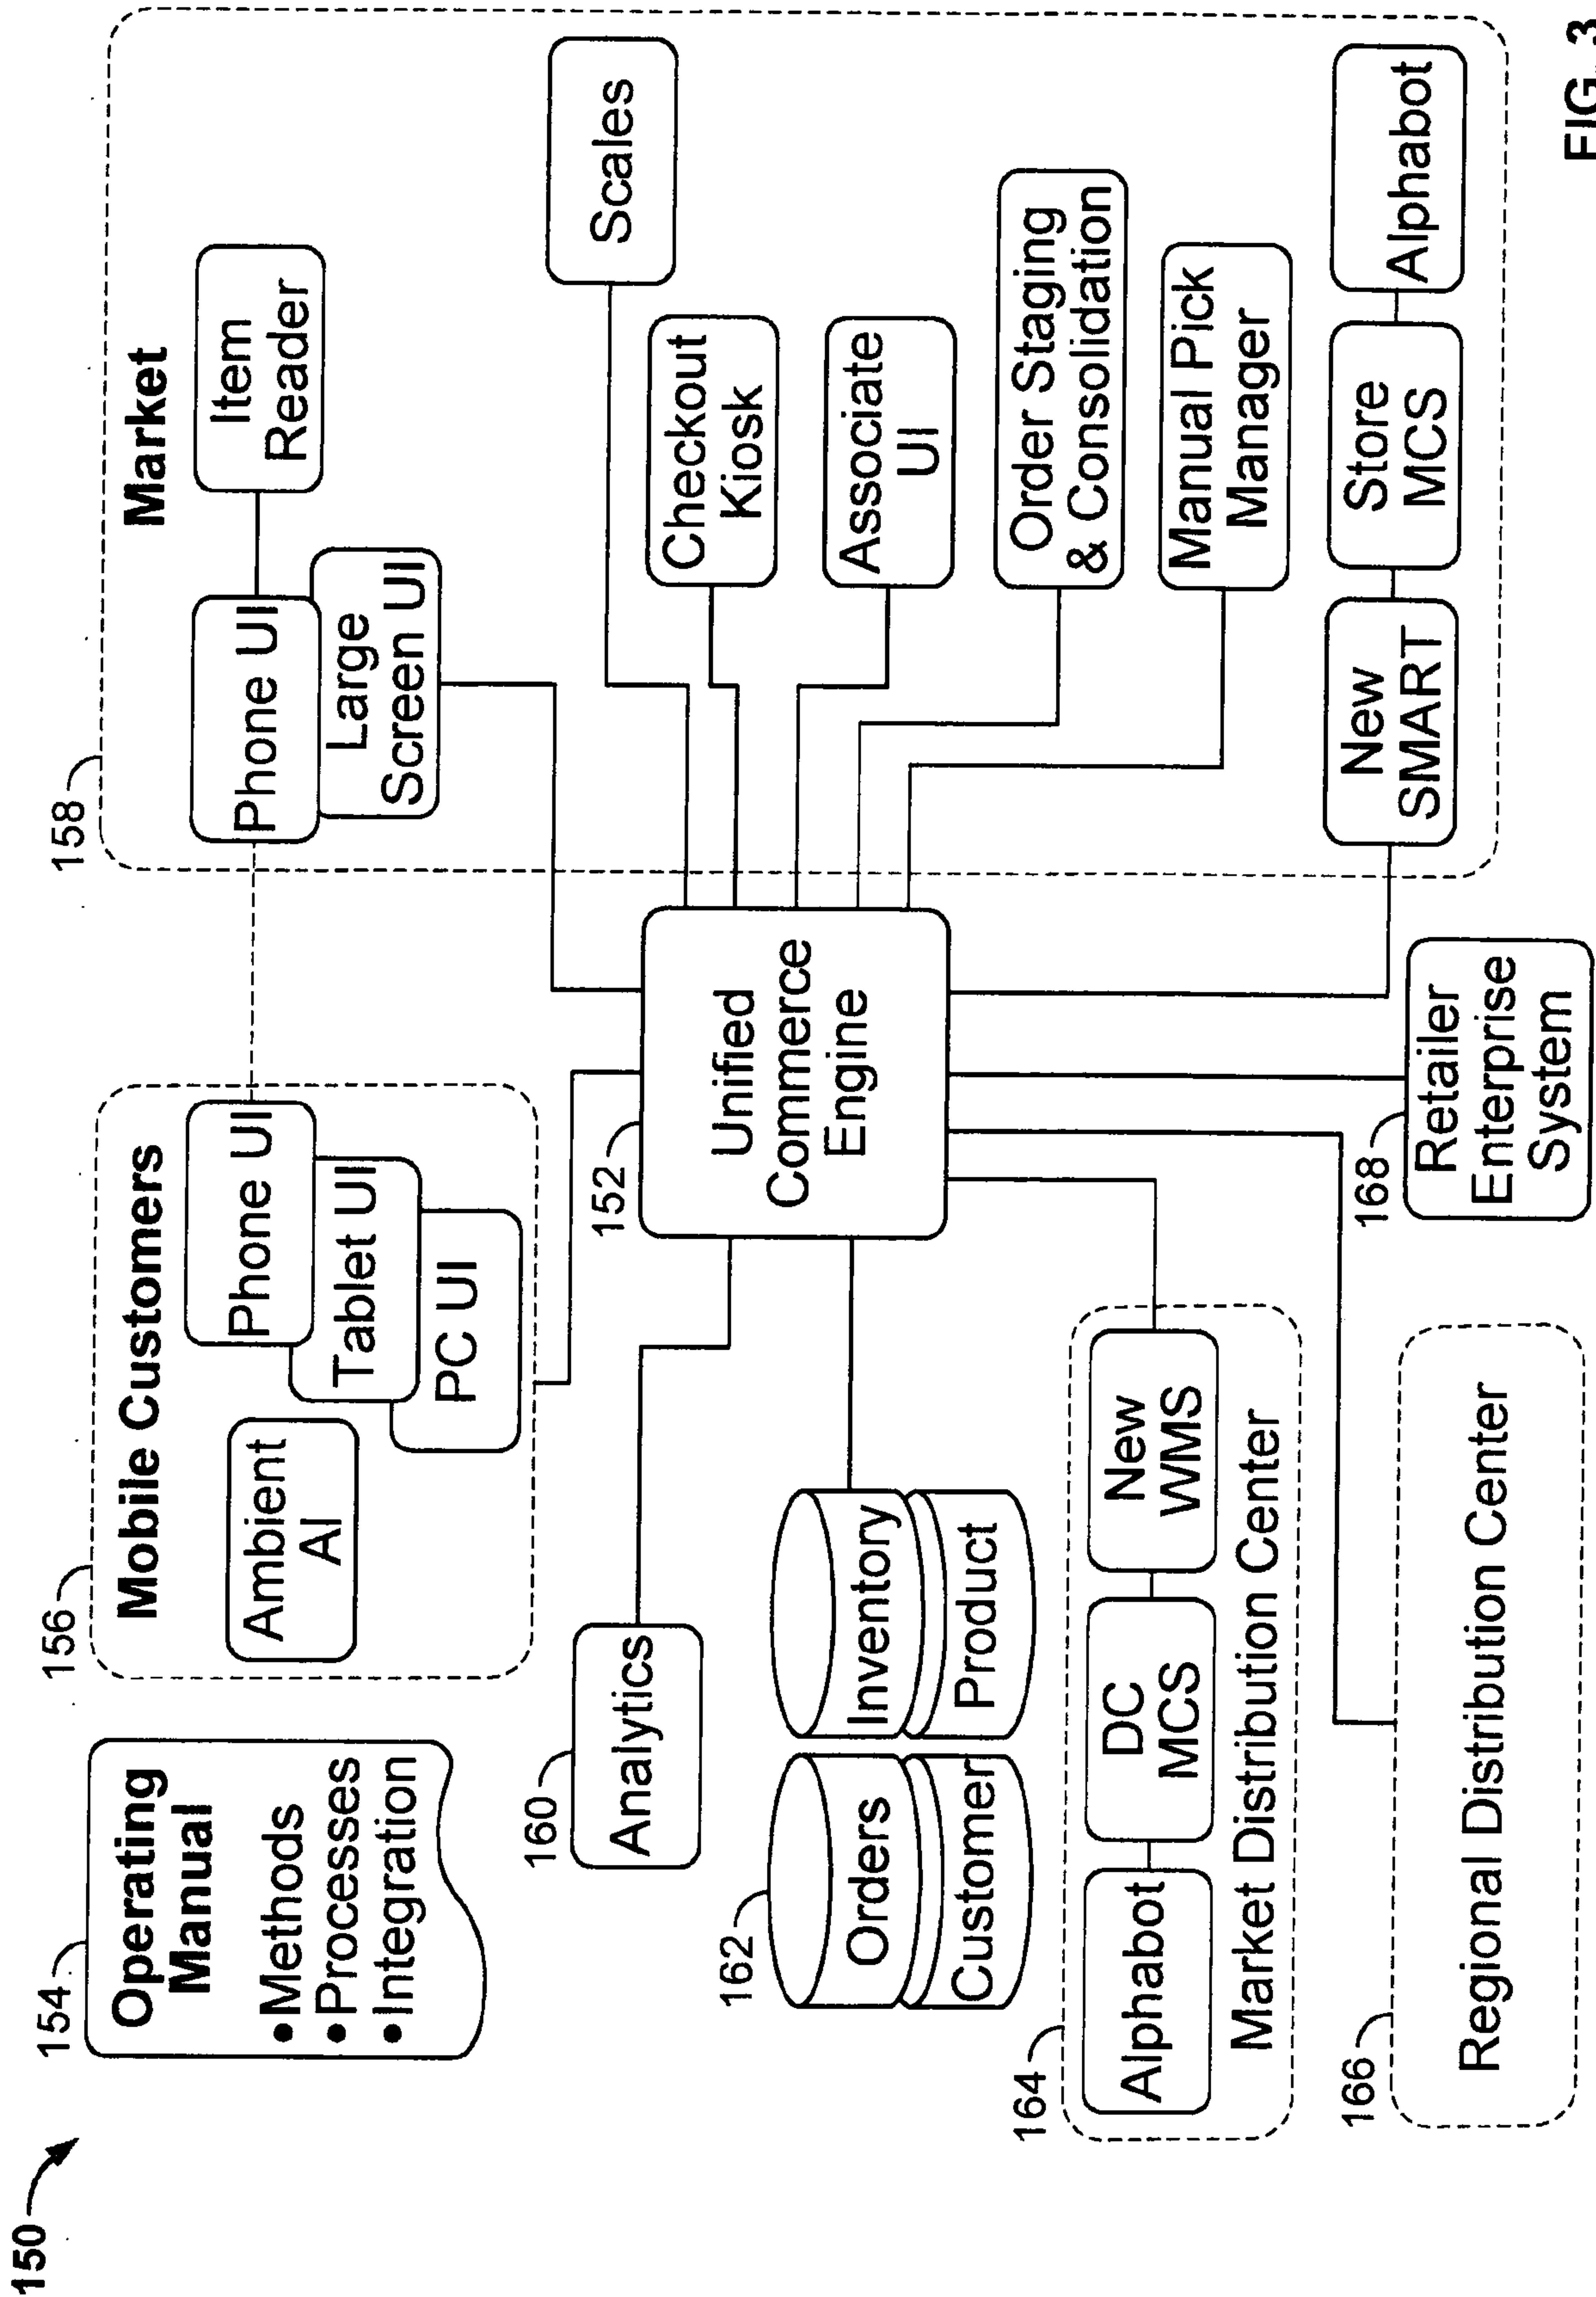 150
154
Operating
Manual
• Methods
• Processes
• Integration
156
Mobile Customers
Ambient
AI
Phone UI
Tablet UI
PC UI
158
Market
Phone UI
Large
Screen UI
Item
Reader
Scales
Checkout
Kiosk
Associate
UI
Order Staging
& Consolidation
Manual Pick
Manager
New
SMART
Store
MCS
Alphabot
152
Unified
Commerce
Engine
160
Analytics
162
Orders
Customer
Inventory
Product
164
Alphabot
DC
MCS
New
WMS
Market Distribution Center
166
Regional Distribution Center
168
Retailer
Enterprise
System
FIG. 3